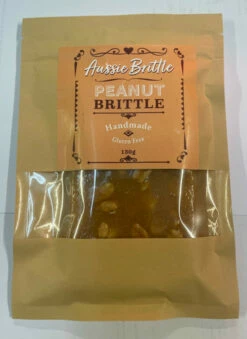 Aussie Brittle
PEANUT
BRITTLE
Handmade
Gluten Free
150g